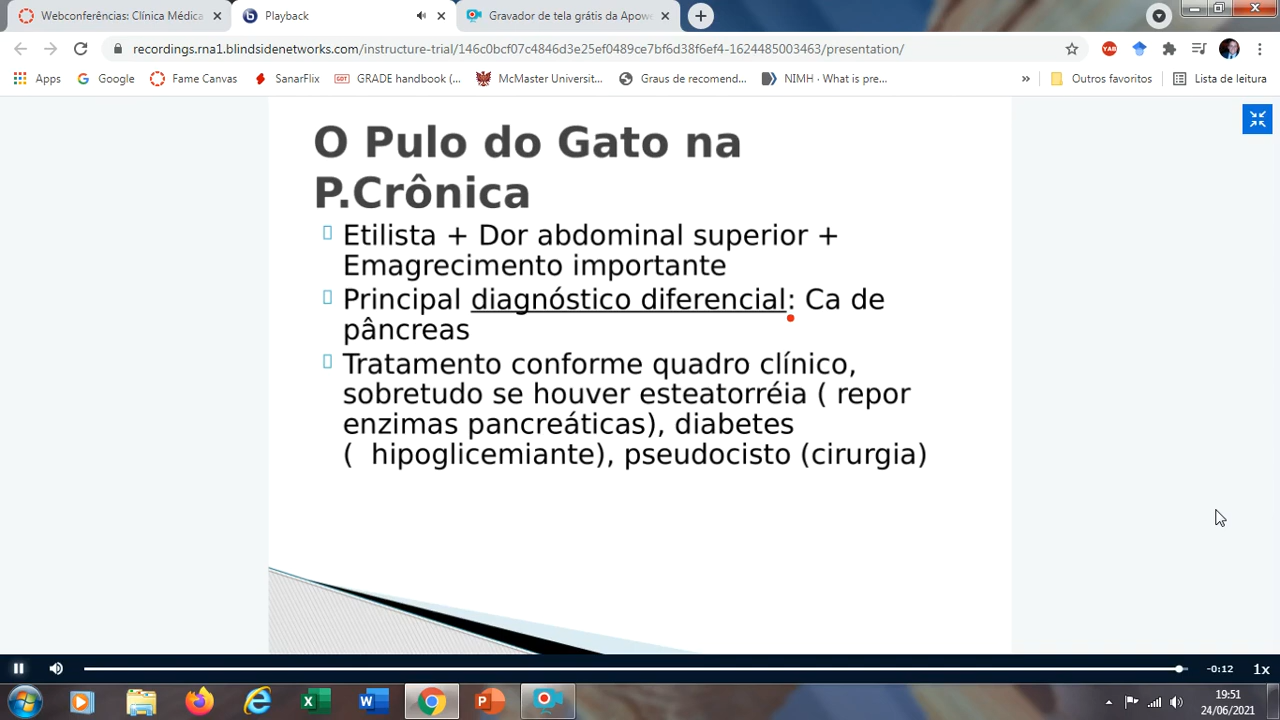 Webconferências: Clínica Médica
Playback
Gravador de tela grátis da Apowe
recordings.rna1.blindsidenetworks.com/instructure-trial/146c0bcf07c4846d3e25ef0489ce7bf6d38f6ef4-1624485003463/presentation/
Apps
Google
Fame Canvas
SanarFlix
GRADE handbook (...
McMaster Universit...
Graus de recomend...
NIMH · What is pre...
»
Outros favoritos
Lista de leitura
O Pulo do Gato na
P.Crônica
Etilista + Dor abdominal superior +
Emagrecimento importante
Principal diagnóstico diferencial: Ca de
pâncreas
Tratamento conforme quadro clínico,
sobretudo se houver esteatorréia ( repor
enzimas pancreáticas), diabetes
(  hipoglicemiante), pseudocisto (cirurgia)
-0:12
1x
19:51
24/06/2021